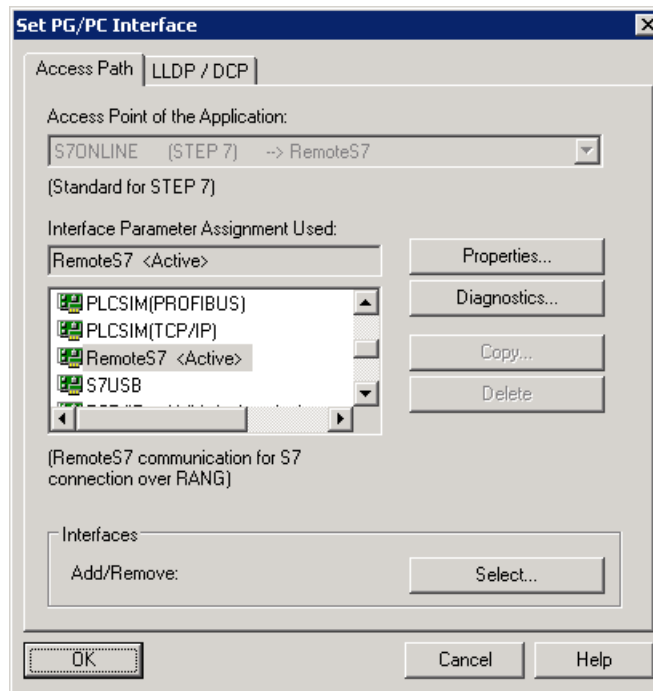 Set PG/PC Interface
Access Path
LLDP / DCP
Access Point of the Application:
S7ONLINE (STEP 7) --> RemoteS7
(Standard for STEP 7)
Interface Parameter Assignment Used:
RemoteS7 <Active>
Properties...
PLCSIM(PROFIBUS)
Diagnostics...
PLCSIM(TCP/IP)
RemoteS7 <Active>
Copy...
S7USB
Delete
(RemoteS7 communication for S7
connection over RANG)
Interfaces
Add/Remove:
Select...
OK
Cancel
Help